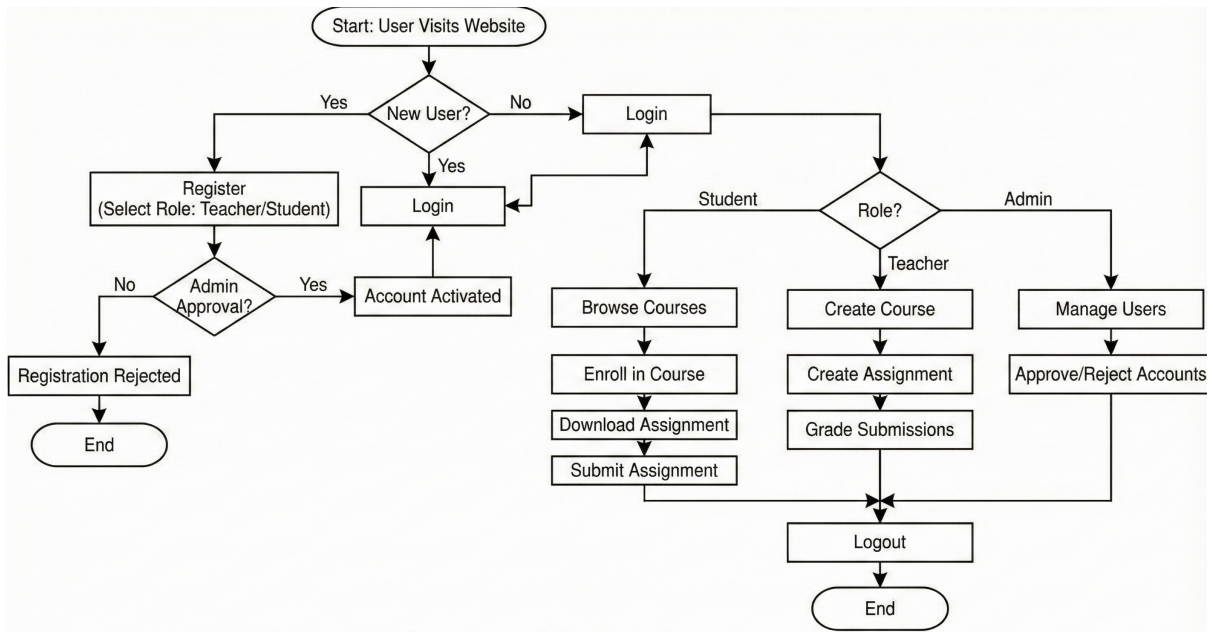 Start: User Visits Website
Yes
New User?
No
Login
Yes
Register
(Select Role: Teacher/Student)
Login
Student
Role?
Admin
Teacher
No
Admin
Approval?
Yes
Account Activated
Browse Courses
Create Course
Manage Users
Registration Rejected
Enroll in Course
Create Assignment
Approve/Reject Accounts
End
Download Assignment
Grade Submissions
Submit Assignment
Logout
End